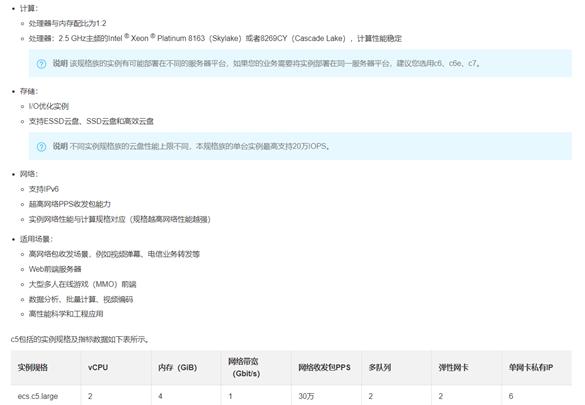 计算：
处理器与内存配比为1:2
处理器：2.5 GHz主频的Intel ® Xeon ® Platinum 8163（Skylake）或者8269CY（Cascade Lake），计算性能稳定
说明 该规格族的实例有可能部署在不同的服务器平台，如果您的业务需要将实例部署在同一服务器平台，建议您选用c6、c6e、c7。
存储：
I/O优化实例
支持ESSD云盘、SSD云盘和高效云盘
说明 不同实例规格族的云盘性能上限不同，本规格族的单台实例最高支持20万IOPS。
网络：
支持IPv6
超高网络PPS收发包能力
实例网络性能与计算规格对应（规格越高网络性能越强）
适用场景：
高网络包收发场景，例如视频弹幕、电信业务转发等
Web前端服务器
大型多人在线游戏（MMO）前端
数据分析、批量计算、视频编码
高性能科学和工程应用
c5包括的实例规格及指标数据如下表所示。
实例规格 vCPU 内存（GiB） 网络带宽（Gbit/s） 网络收发包PPS 多队列 弹性网卡 单网卡私有IP
ecs.c5.large 2 4 1 30万 2 2 6